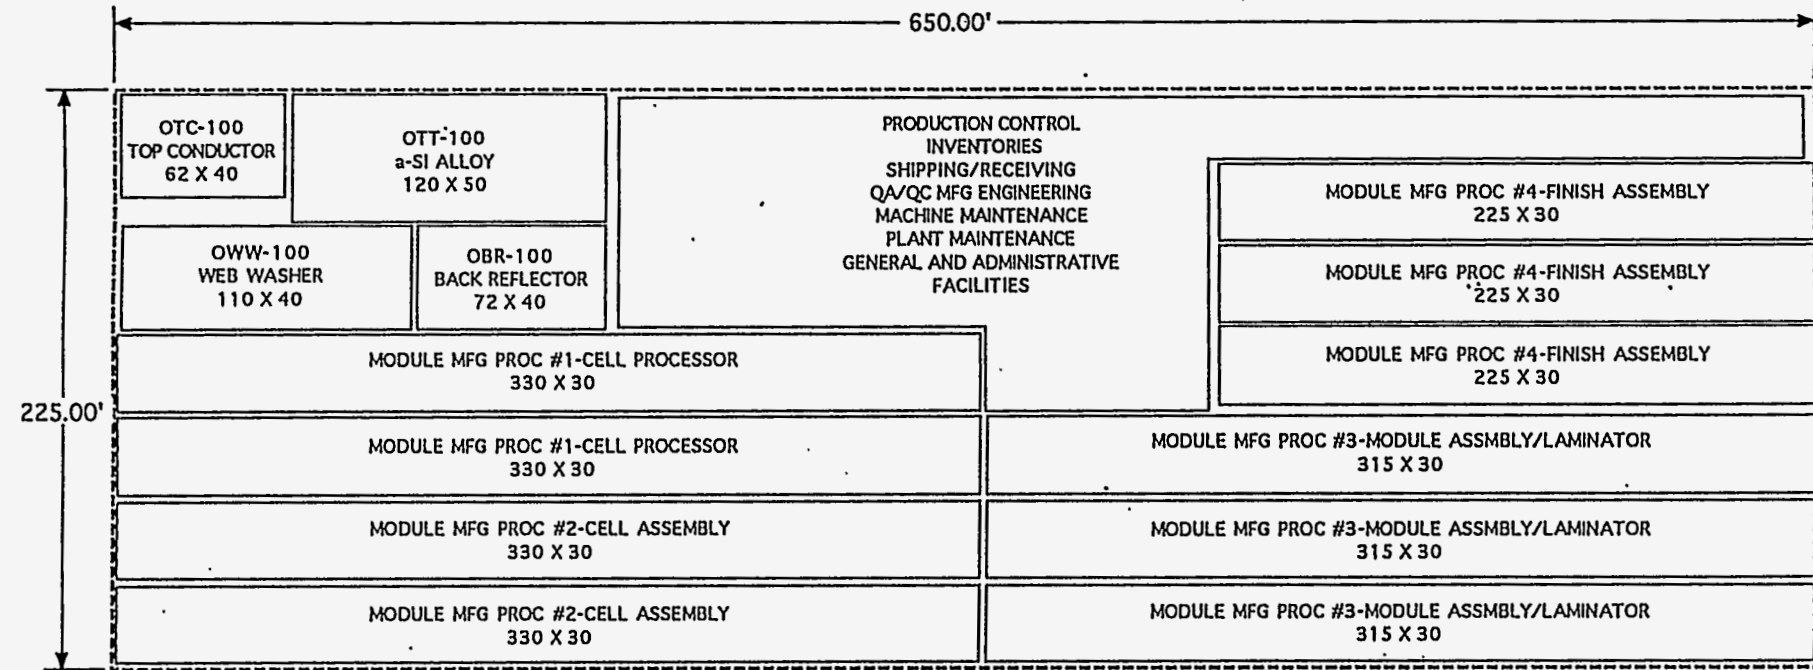 650.00'
OTC-100
TOP CONDUCTOR
62 X 40
OTT-100
a-SI ALLOY
120 X 50
PRODUCTION CONTROL
INVENTORIES
SHIPPING/RECEIVING
QA/QC MFG ENGINEERING
MACHINE MAINTENANCE
PLANT MAINTENANCE
GENERAL AND ADMINISTRATIVE
FACILITIES
MODULE MFG PROC #4-FINISH ASSEMBLY
225 X 30
OWW-100
WEB WASHER
110 X 40
OBR-100
BACK REFLECTOR
72 X 40
MODULE MFG PROC #4-FINISH ASSEMBLY
225 X 30
MODULE MFG PROC #1-CELL PROCESSOR
330 X 30
MODULE MFG PROC #4-FINISH ASSEMBLY
225 X 30
225.00'
MODULE MFG PROC #1-CELL PROCESSOR
330 X 30
MODULE MFG PROC #3-MODULE ASSMBLY/LAMINATOR
315 X 30
MODULE MFG PROC #2-CELL ASSEMBLY
330 X 30
MODULE MFG PROC #3-MODULE ASSMBLY/LAMINATOR
315 X 30
MODULE MFG PROC #2-CELL ASSEMBLY
330 X 30
MODULE MFG PROC #3-MODULE ASSMBLY/LAMINATOR
315 X 30